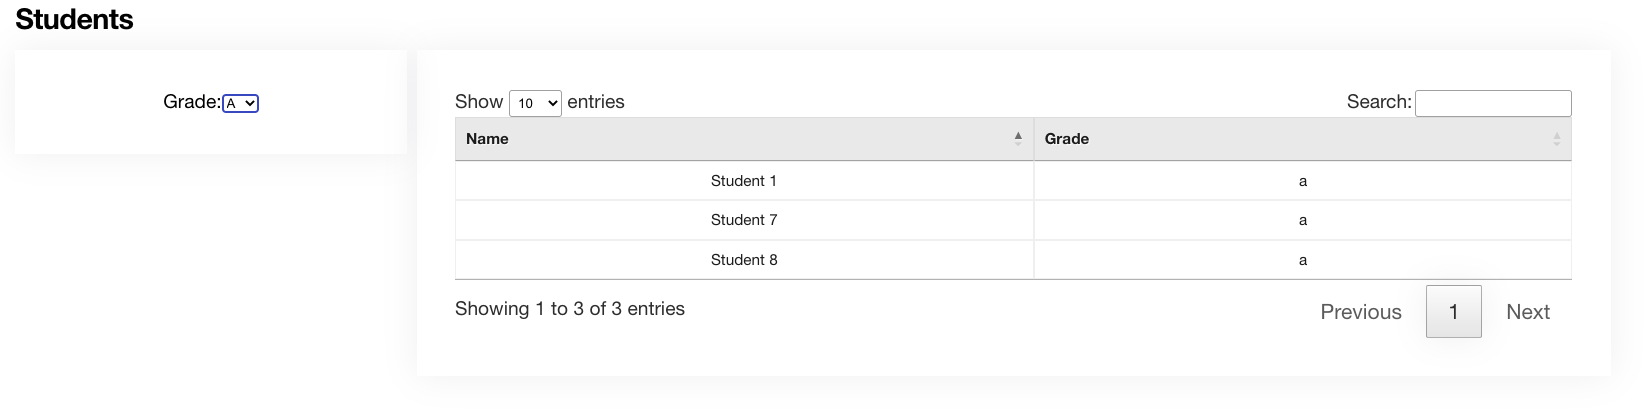 Students
Grade: A
Show 10 entries
Search:
Name Grade
Student 1 a
Student 7 a
Student 8 a
Showing 1 to 3 of 3 entries
Previous 1 Next